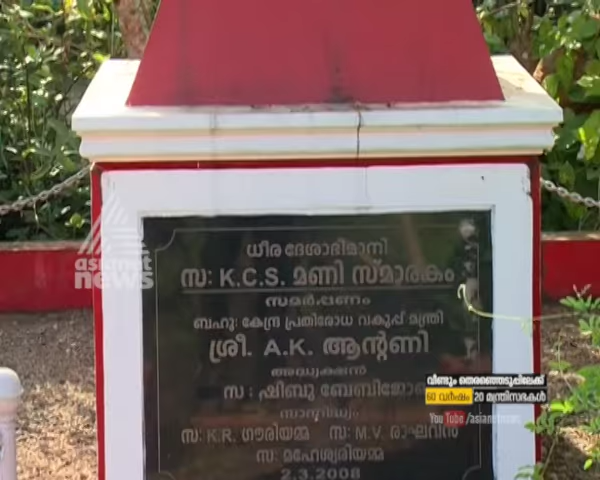 ധീര ദേശാഭിമാനി
സ: K.C.S. മണി സ്മാരകം
സമർപ്പണം
ബഹു: കേന്ദ്ര പ്രതിരോധ വകുപ്പ് മന്ത്രി
ശ്രീ. A.K. ആന്റണി
അദ്ധ്യക്ഷൻ
സ: ഷിബു ബേബിജോൺ
സാന്നിദ്ധ്യം
സ: K.R. ഗൗരിയമ്മ സ: M.V. രാഘവൻ
സ: മഹേശ്വരിയമ്മ
2.3.2008
asianet
news
വീണ്ടും തെരഞ്ഞെടുപ്പിലേക്ക്
60 വർഷം 20 മന്ത്രിസഭകൾ
YouTube /asianetnews